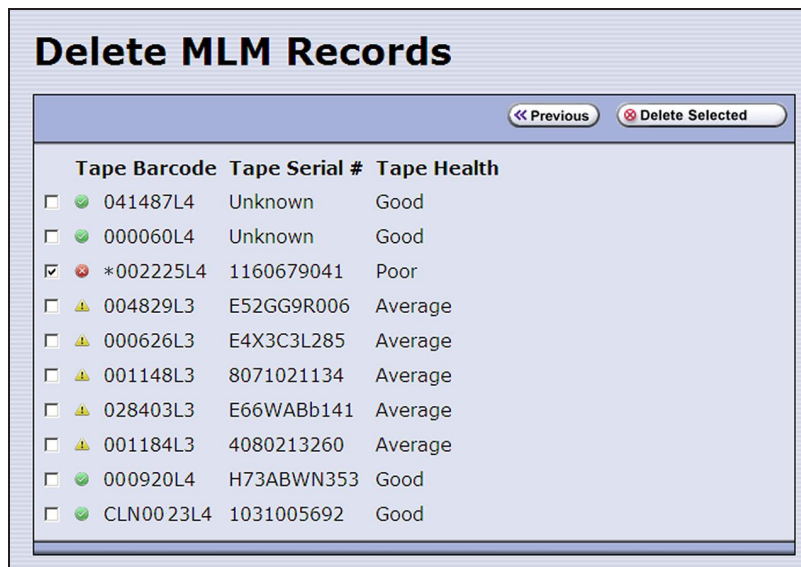 Delete MLM Records
Previous Delete Selected
Tape Barcode Tape Serial # Tape Health
041487L4 Unknown Good
000060L4 Unknown Good
*002225L4 1160679041 Poor
004829L3 E52GG9R006 Average
000626L3 E4X3C3L285 Average
001148L3 8071021134 Average
028403L3 E66WABb141 Average
001184L3 4080213260 Average
000920L4 H73ABWN353 Good
CLN0023L4 1031005692 Good